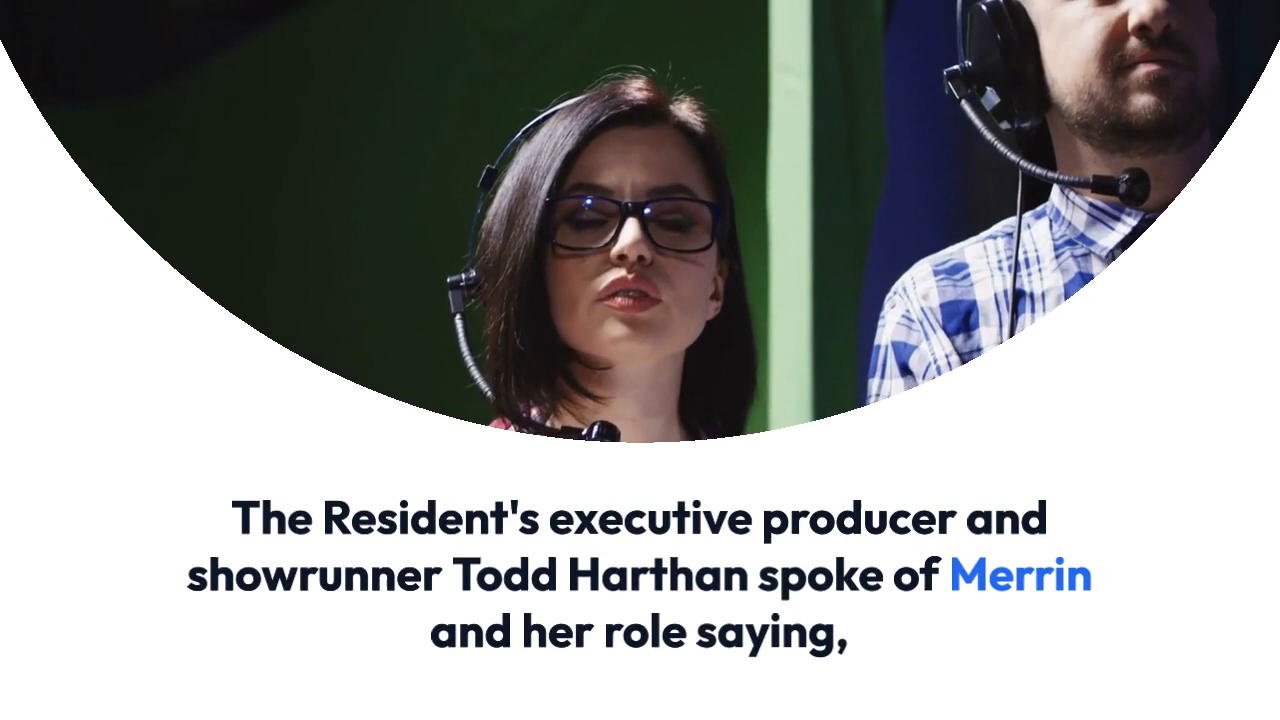 The Resident's executive producer and
showrunner Todd Harthan spoke of Merrin
and her role saying,